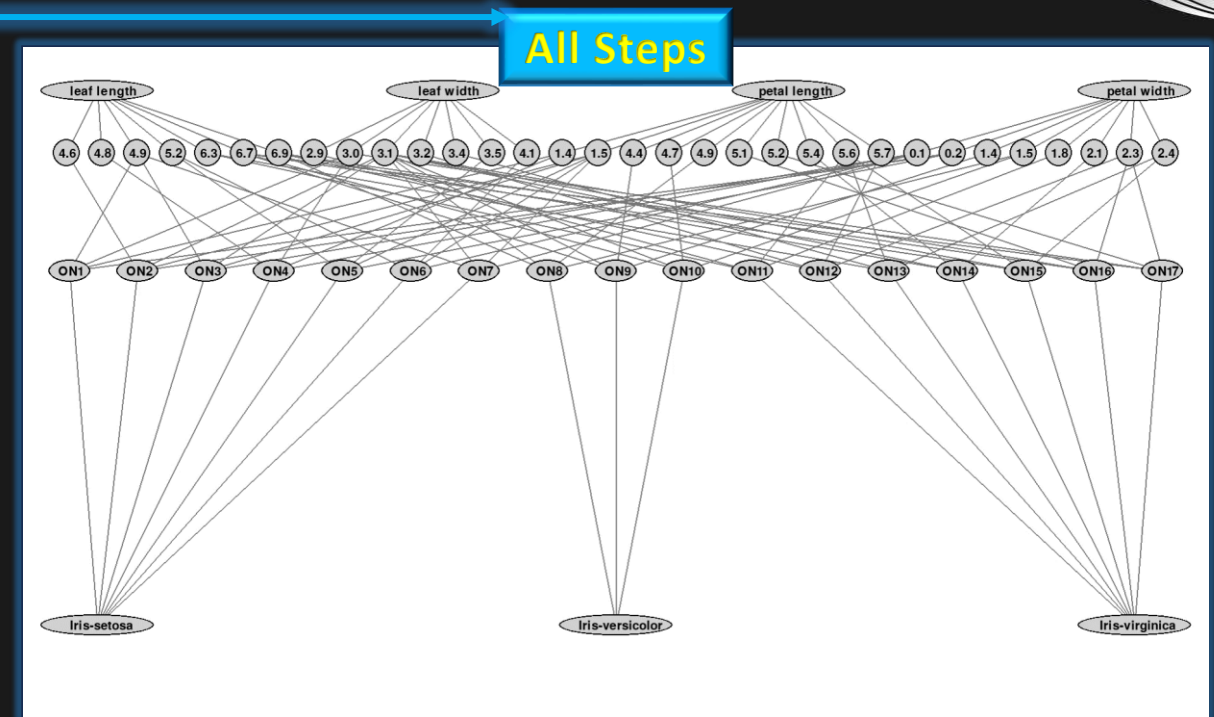 All Steps
leaf length leaf width petal length petal width
4.6 4.8 4.9 5.2 6.3 6.7 6.9 2.9 3.0 3.1 3.2 3.4 3.5 4.1 1.4 1.5 4.4 4.7 4.9 5.1 5.2 5.4 5.6 5.7 0.1 0.2 1.4 1.5 1.8 2.1 2.3 2.4
ON1 ON2 ON3 ON4 ON5 ON6 ON7 ON8 ON9 ON10 ON11 ON12 ON13 ON14 ON15 ON16 ON17
Iris-setosa Iris-versicolor Iris-virginica